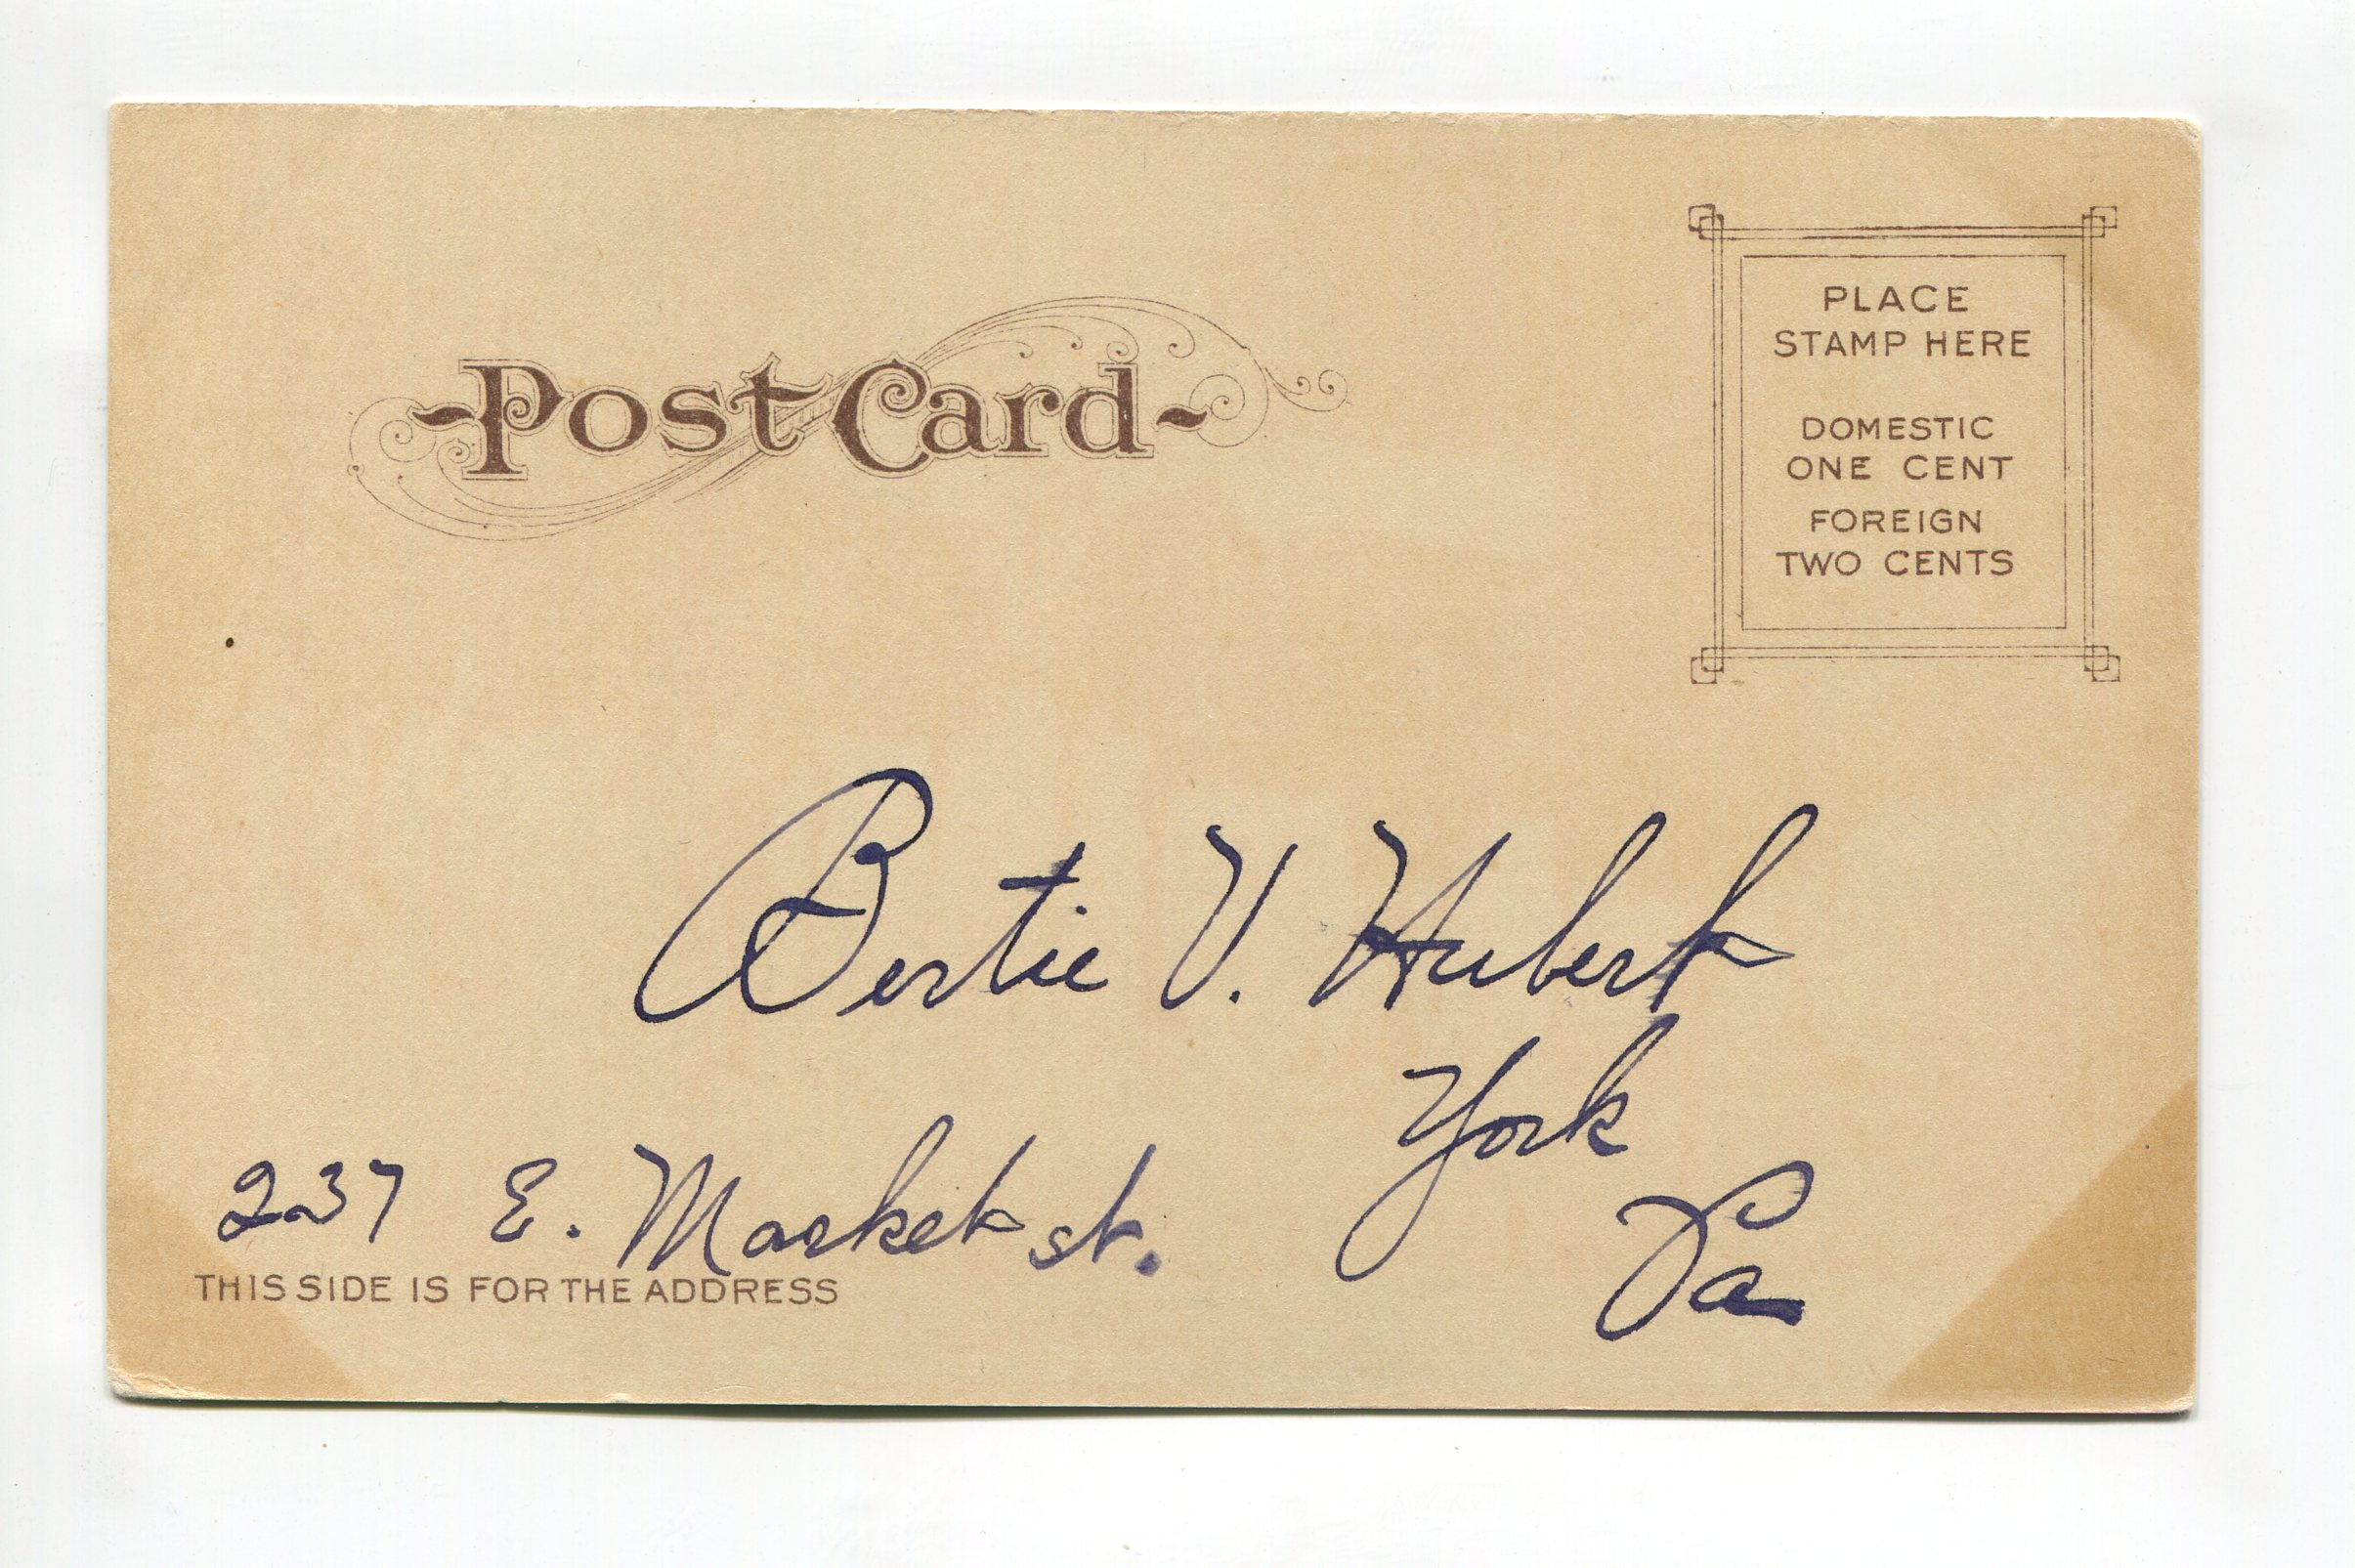 Post Card
PLACE
STAMP HERE
DOMESTIC
ONE CENT
FOREIGN
TWO CENTS
Bertie V. Hubert
York
Pa
237 E. Market st.
THIS SIDE IS FOR THE ADDRESS